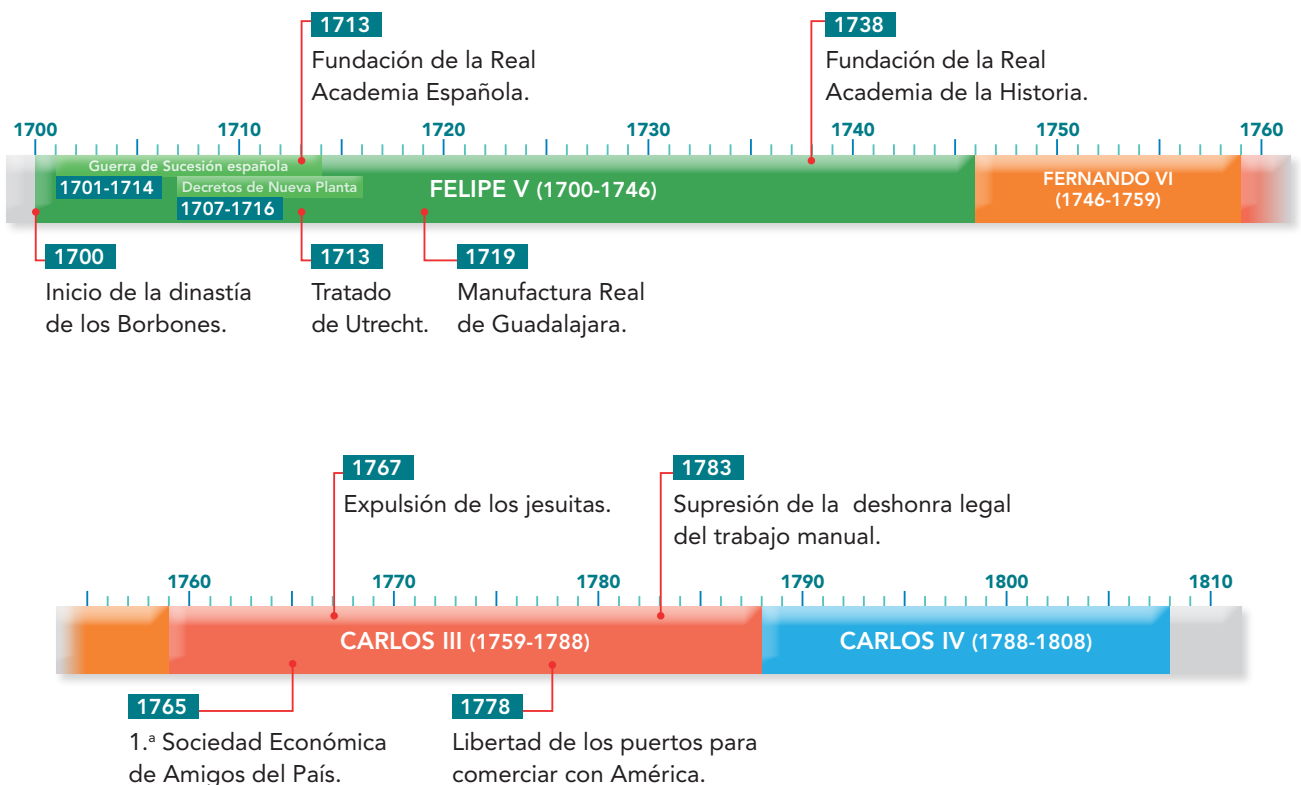 1713
Fundación de la Real
Academia Española.
1738
Fundación de la Real
Academia de la Historia.
1700 1710 1720 1730 1740 1750 1760
Guerra de Sucesión española
1701-1714
Decretos de Nueva Planta
1707-1716
FELIPE V (1700-1746)
FERNANDO VI
(1746-1759)
1700
Inicio de la dinastía
de los Borbones.
1713
Tratado
de Utrecht.
1719
Manufactura Real
de Guadalajara.
1767
Expulsión de los jesuitas.
1783
Supresión de la deshonra legal
del trabajo manual.
1760 1770 1780 1790 1800 1810
CARLOS III (1759-1788)
CARLOS IV (1788-1808)
1765
1.ª Sociedad Económica
de Amigos del País.
1778
Libertad de los puertos para
comerciar con América.